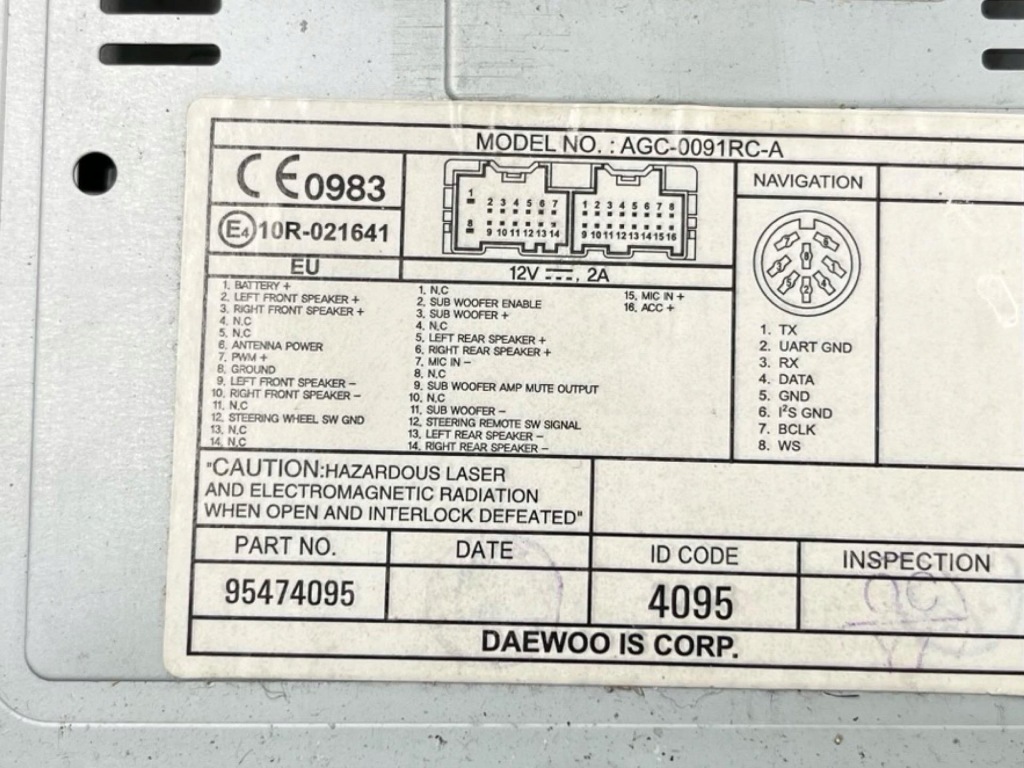 MODEL NO. : AGC-0091RC-A
CE0983
E4 10R-021641
EU
1 2 3 4 5 6 7
8 9 10 11 12 13 14
1 2 3 4 5 6 7 8
9 10 11 12 13 14 15 16
12V ⎓, 2A
1. BATTERY +
2. LEFT FRONT SPEAKER +
3. RIGHT FRONT SPEAKER +
4. N.C
5. N.C
6. ANTENNA POWER
7. PWM +
8. GROUND
9. LEFT FRONT SPEAKER -
10. RIGHT FRONT SPEAKER -
11. N.C
12. STEERING WHEEL SW GND
13. N.C
14. N.C
1. N.C
2. SUB WOOFER ENABLE
3. SUB WOOFER +
4. N.C
5. LEFT REAR SPEAKER +
6. RIGHT REAR SPEAKER +
7. MIC IN -
8. N.C
9. SUB WOOFER AMP MUTE OUTPUT
10. N.C
11. SUB WOOFER -
12. STEERING REMOTE SW SIGNAL
13. LEFT REAR SPEAKER -
14. RIGHT REAR SPEAKER -
15. MIC IN +
16. ACC +
NAVIGATION
1. TX
2. UART GND
3. RX
4. DATA
5. GND
6. I²S GND
7. BCLK
8. WS
"CAUTION:HAZARDOUS LASER
AND ELECTROMAGNETIC RADIATION
WHEN OPEN AND INTERLOCK DEFEATED"
PART NO. DATE ID CODE INSPECTION
95474095 4095 QC
DAEWOO IS CORP.